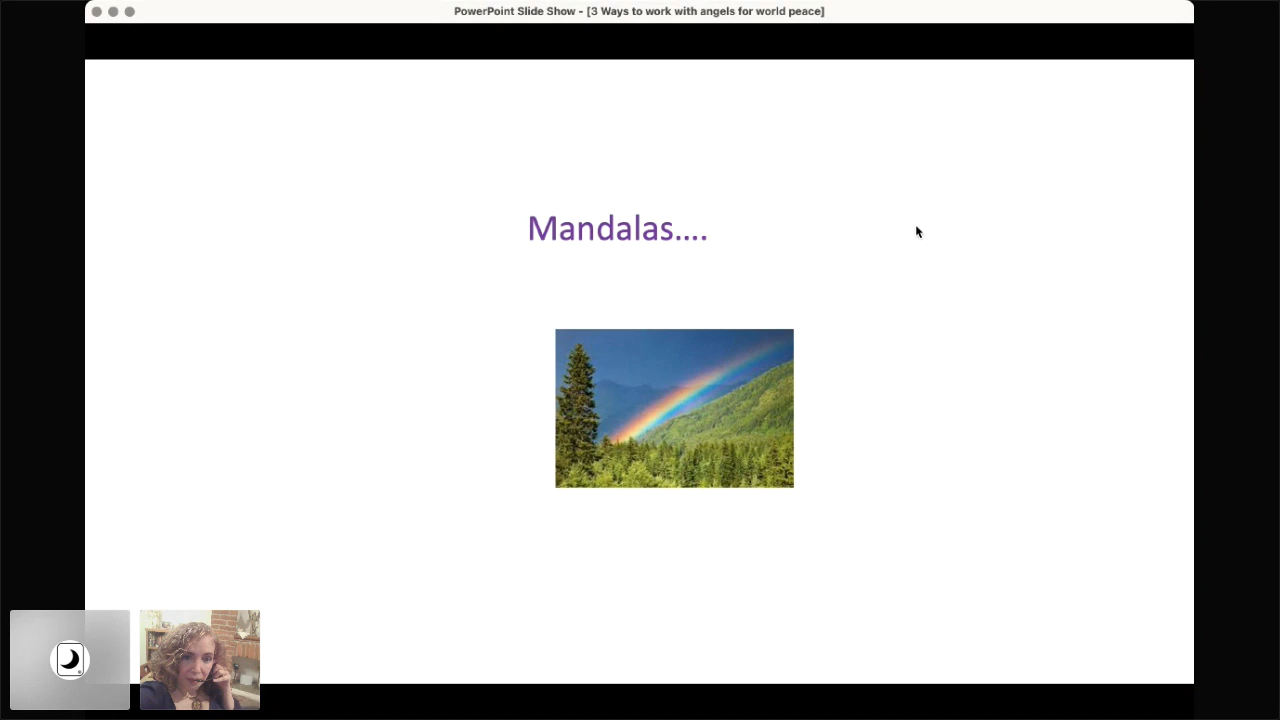 PowerPoint Slide Show - [3 Ways to work with angels for world peace]
Mandalas....